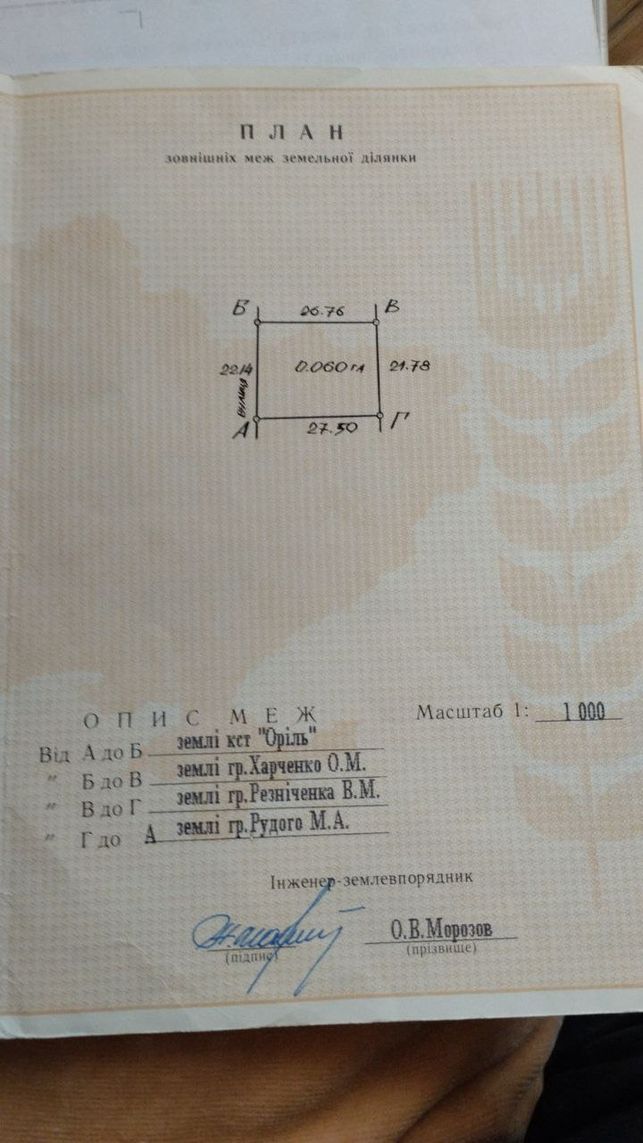 ПЛАН
зовнішніх меж земельної ділянки
Б 26.76 В
22.14 0.060 га 21.78
вулиця
А 27.50 Г
ОПИС МЕЖ
Масштаб 1: 1 000
Від А до Б землі кст "Оріль"
" Б до В землі гр.Харченко О.М.
" В до Г землі гр.Резніченка В.М.
" Г до А землі гр.Рудого М.А.
Інженер-землевпорядник
О.В.Морозов
(підпис) (прізвище)